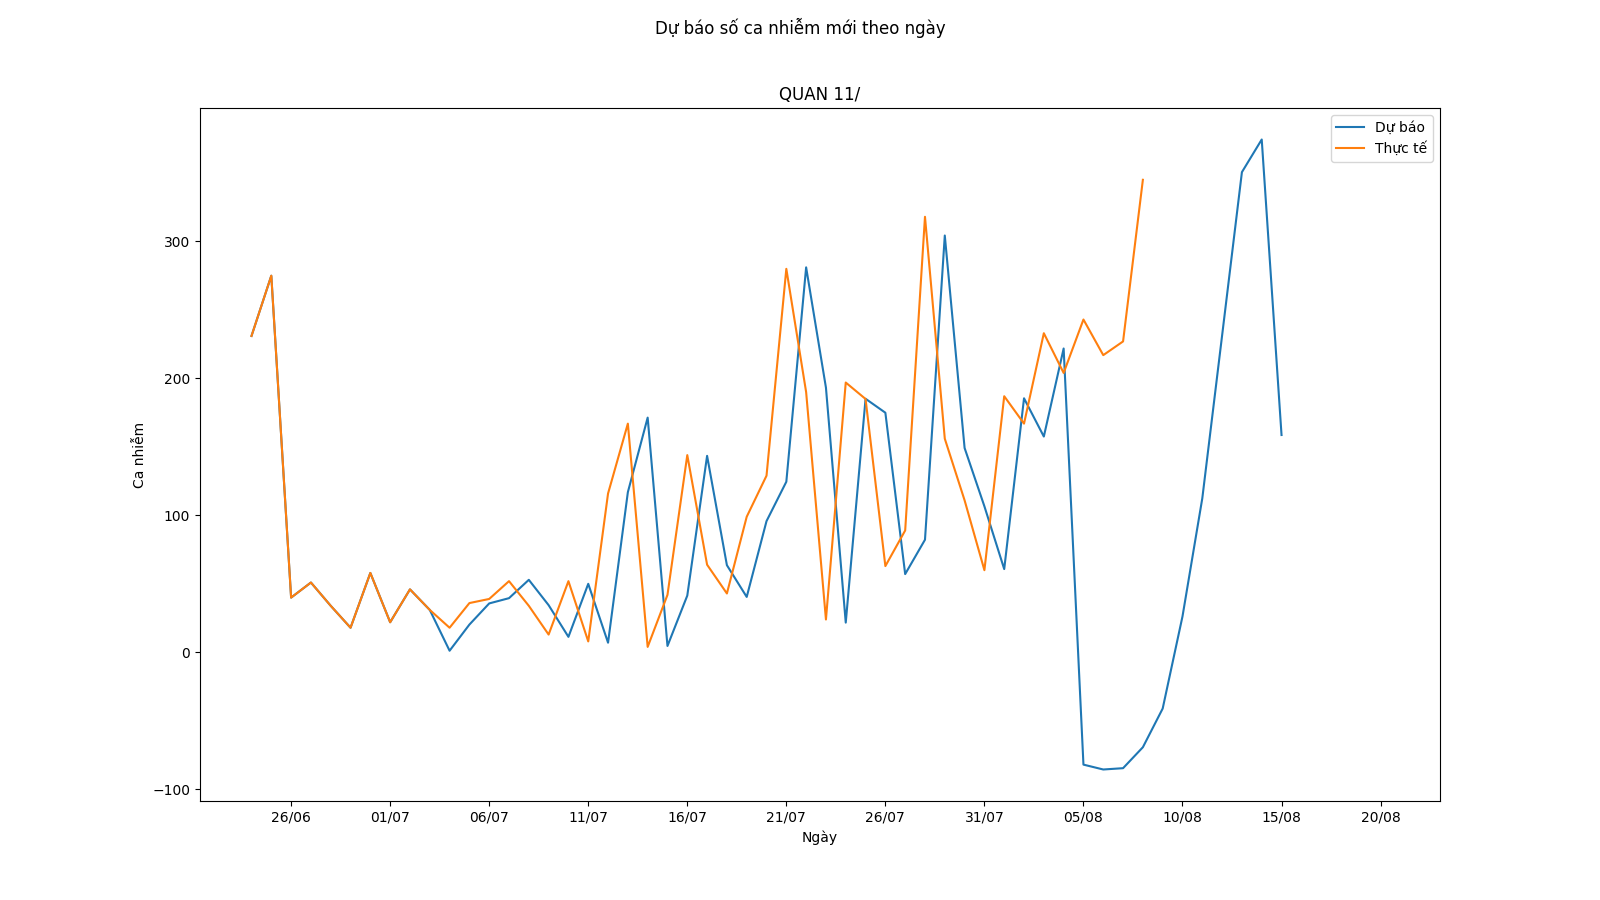 Dự báo số ca nhiễm mới theo ngày
QUAN 11/
Dự báo
Thực tế
300
200
100
0
−100
Ca nhiễm
26/06 01/07 06/07 11/07 16/07 21/07 26/07 31/07 05/08 10/08 15/08 20/08
Ngày